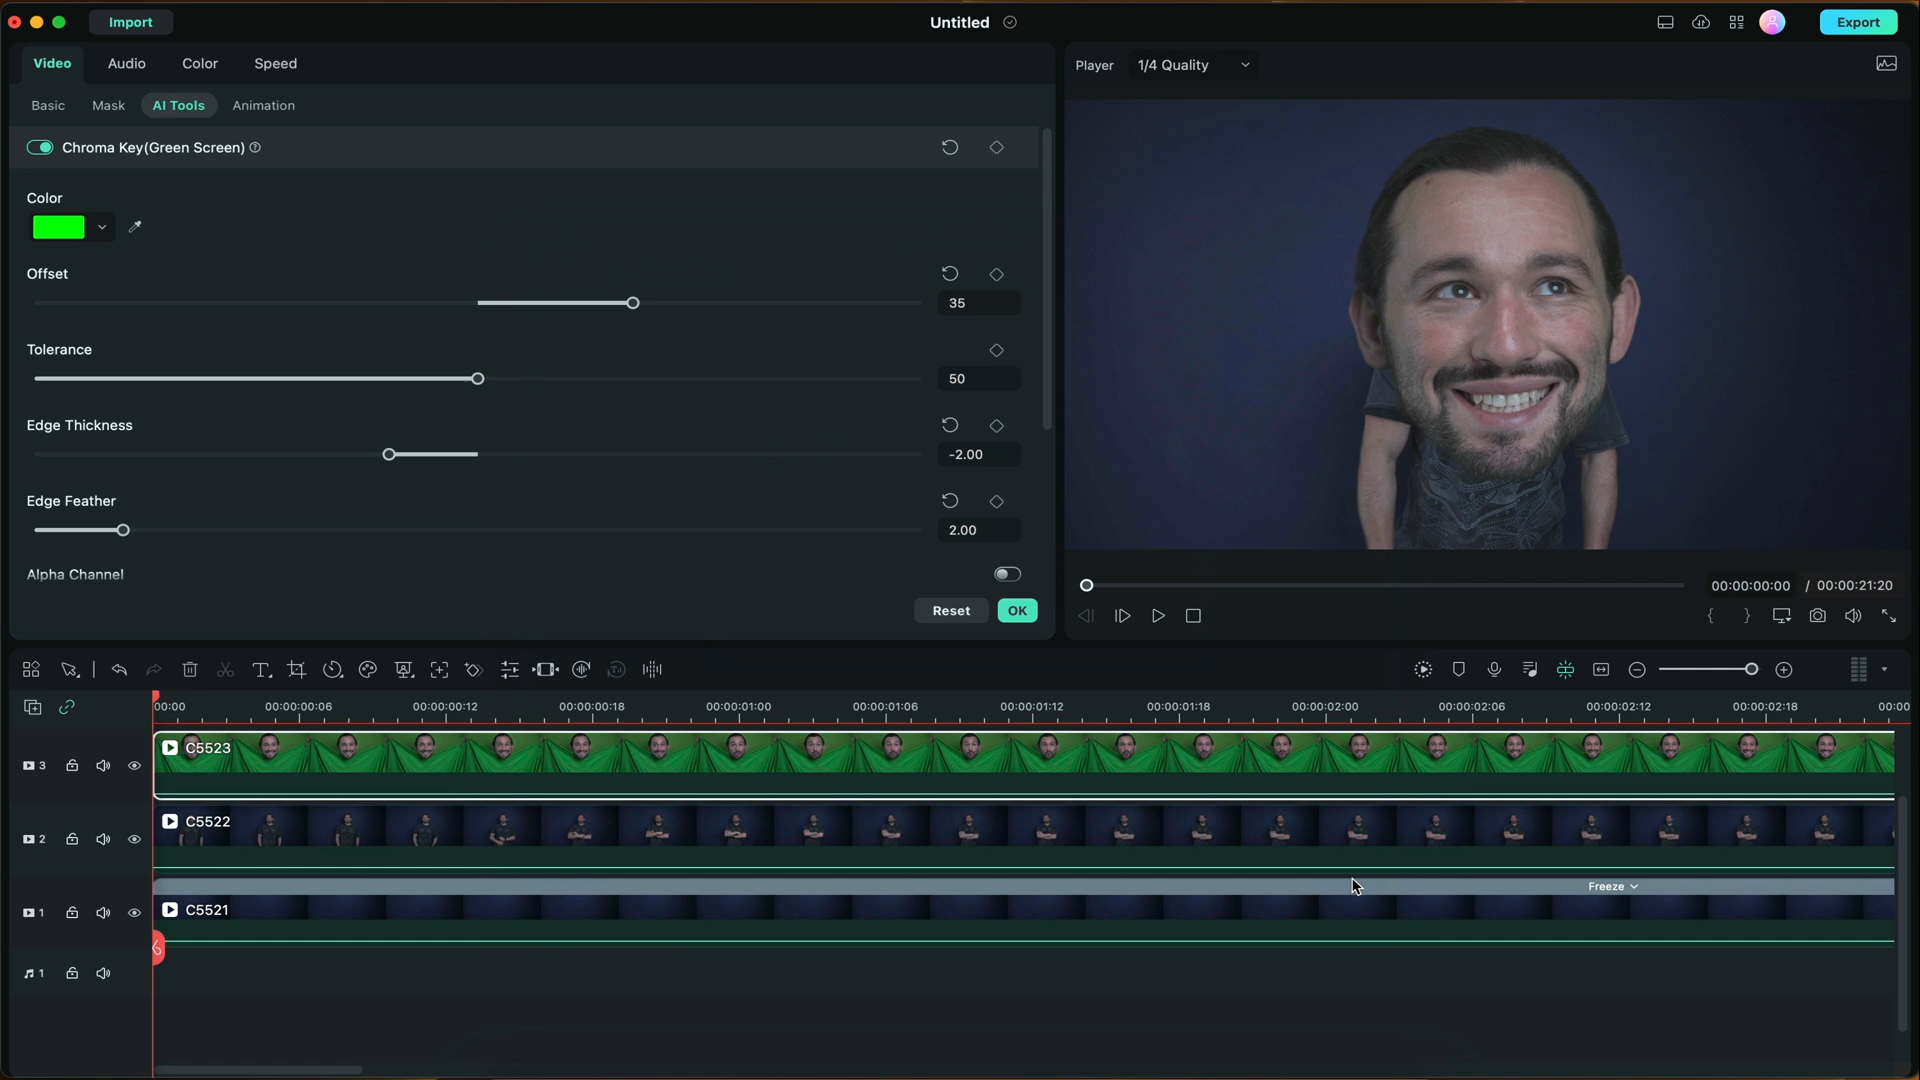 Import
Untitled
Export
Video
Audio
Color
Speed
Player
1/4 Quality
Basic
Mask
AI Tools
Animation
Chroma Key(Green Screen)
Color
Offset
35
Tolerance
50
Edge Thickness
-2.00
Edge Feather
2.00
Alpha Channel
00:00:00:00 / 00:00:21:20
Reset
OK
00:00
00:00:00:06
00:00:00:12
00:00:00:18
00:00:01:00
00:00:01:06
00:00:01:12
00:00:01:18
00:00:02:00
00:00:02:06
00:00:02:12
00:00:02:18
00:00
3
C5523
2
C5522
Freeze
1
C5521
1